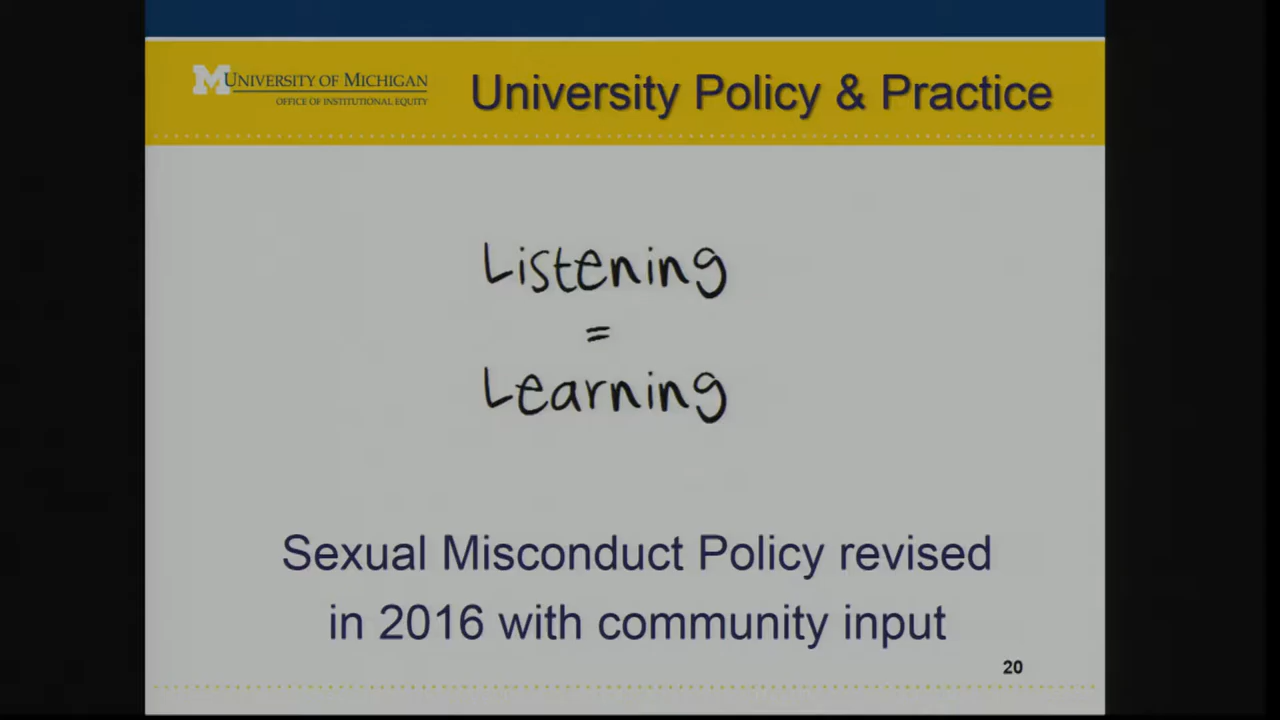 M UNIVERSITY OF MICHIGAN
OFFICE OF INSTITUTIONAL EQUITY
University Policy & Practice
Listening
=
Learning
Sexual Misconduct Policy revised
in 2016 with community input
20